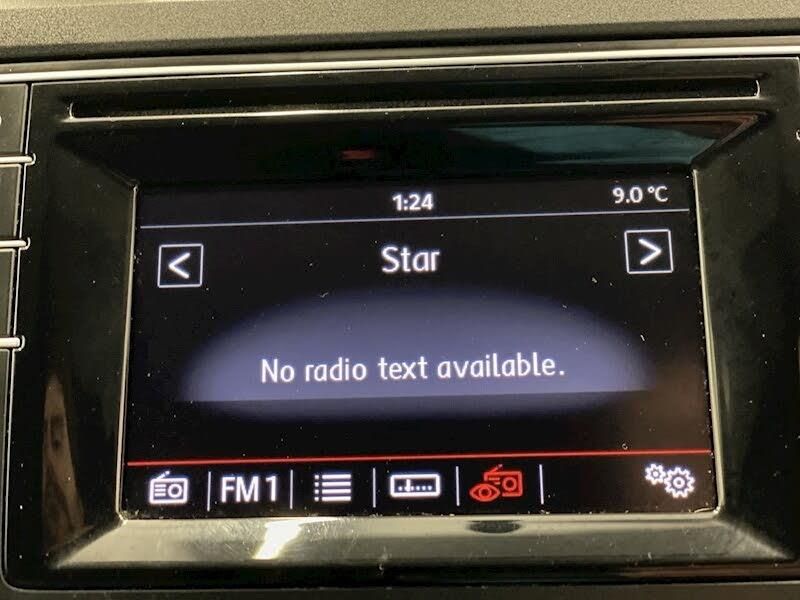 1:24 9.0 °C
< Star >
No radio text available.
FM1